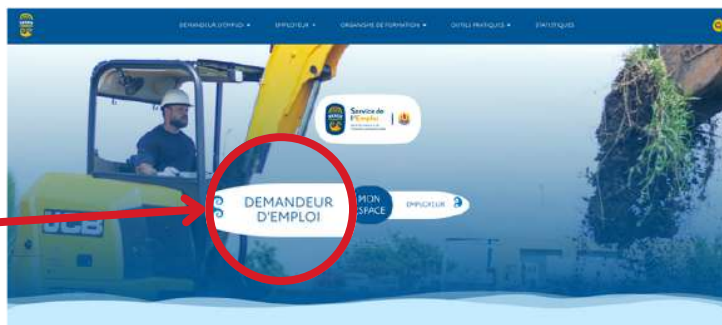 DEMANDEUR D'EMPLOI EMPLOYEUR ORGANISME DE FORMATION OUTILS PRATIQUES STATISTIQUES
Service de
l'Emploi
DEMANDEUR
D'EMPLOI
MON
ESPACE
EMPLOYEUR
JCB